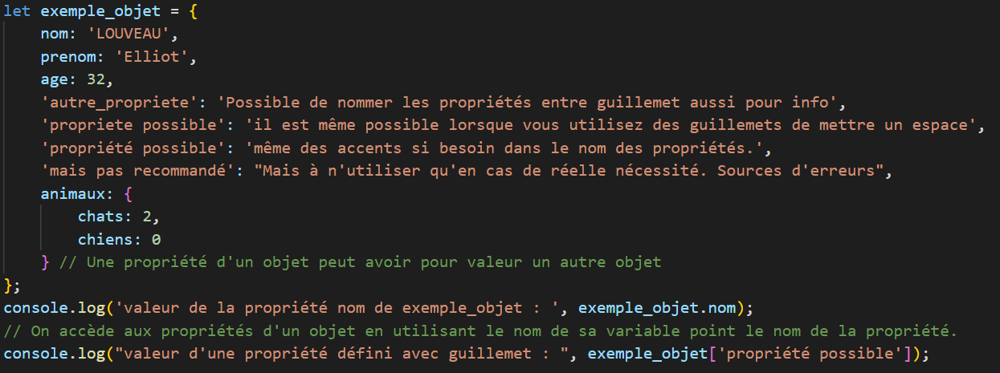 let exemple_objet = {
    nom: 'LOUVEAU',
    prenom: 'Elliot',
    age: 32,
    'autre_propriete': 'Possible de nommer les propriétés entre guillemet aussi pour info',
    'propriete possible': 'il est même possible lorsque vous utilisez des guillemets de mettre un espace',
    'propriété possible': 'même des accents si besoin dans le nom des propriétés.',
    'mais pas recommandé': "Mais à n'utiliser qu'en cas de réelle nécessité. Sources d'erreurs",
    animaux: {
        chats: 2,
        chiens: 0
    } // Une propriété d'un objet peut avoir pour valeur un autre objet
};
console.log('valeur de la propriété nom de exemple_objet : ', exemple_objet.nom);
// On accède aux propriétés d'un objet en utilisant le nom de sa variable point le nom de la propriété.
console.log("valeur d'une propriété défini avec guillemet : ", exemple_objet['propriété possible']);